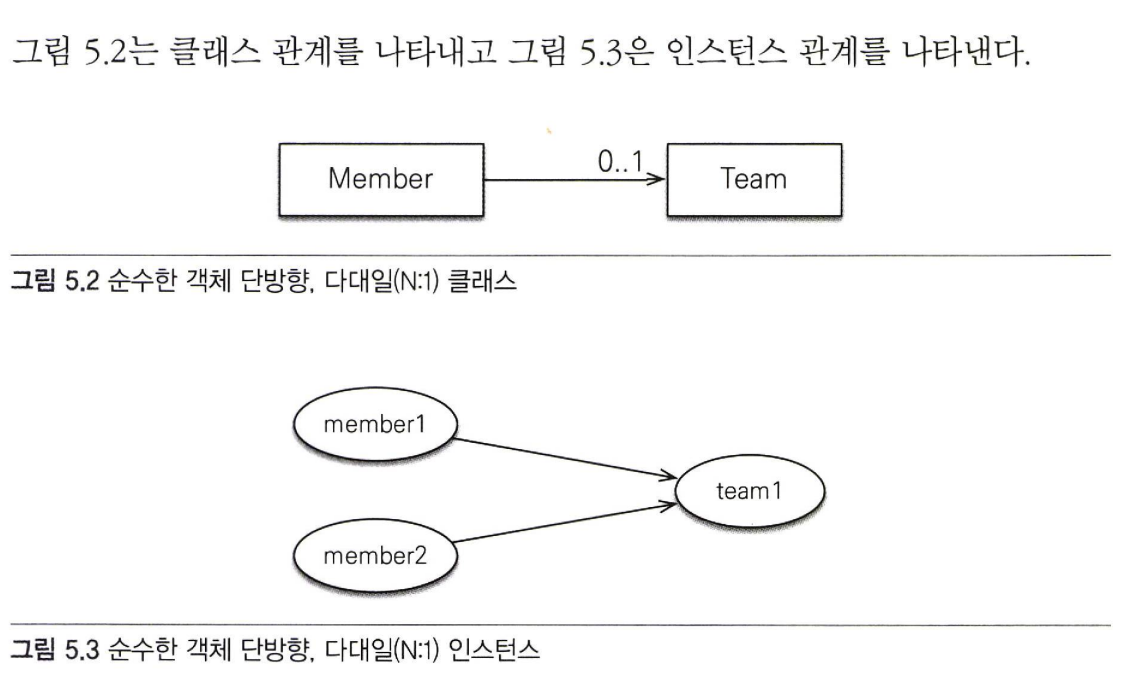 그림 5.2는 클래스 관계를 나타내고 그림 5.3은 인스턴스 관계를 나타낸다.
Member 0..1 Team
그림 5.2 순수한 객체 단방향, 다대일(N:1) 클래스
member1
team1
member2
그림 5.3 순수한 객체 단방향, 다대일(N:1) 인스턴스